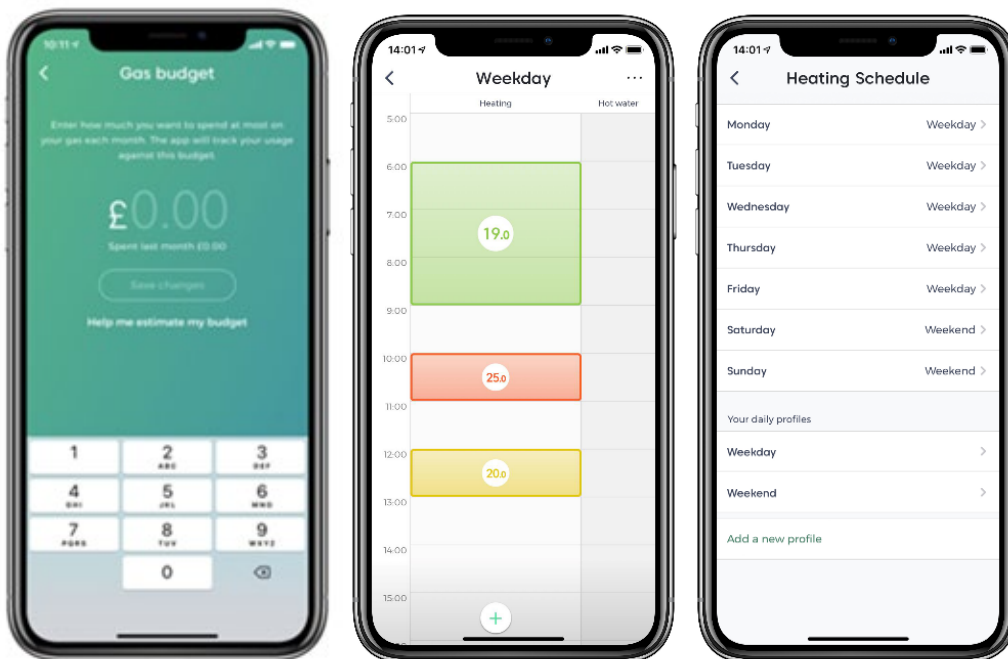 10:11
Gas budget
Enter how much you want to spend at most on
your gas each month. The app will track your usage
against this budget.
£0.00
Spent last month £0.00
Save changes
Help me estimate my budget
1
2
ABC
3
DEF
4
GHI
5
JKL
6
MNO
7
PQRS
8
TUV
9
WXYZ
0
14:01
Weekday
Heating
Hot water
5:00
6:00
7:00
19.0
8:00
9:00
10:00
25.0
11:00
12:00
20.0
13:00
14:00
15:00
14:01
Heating Schedule
Monday Weekday
Tuesday Weekday
Wednesday Weekday
Thursday Weekday
Friday Weekday
Saturday Weekend
Sunday Weekend
Your daily profiles
Weekday
Weekend
Add a new profile